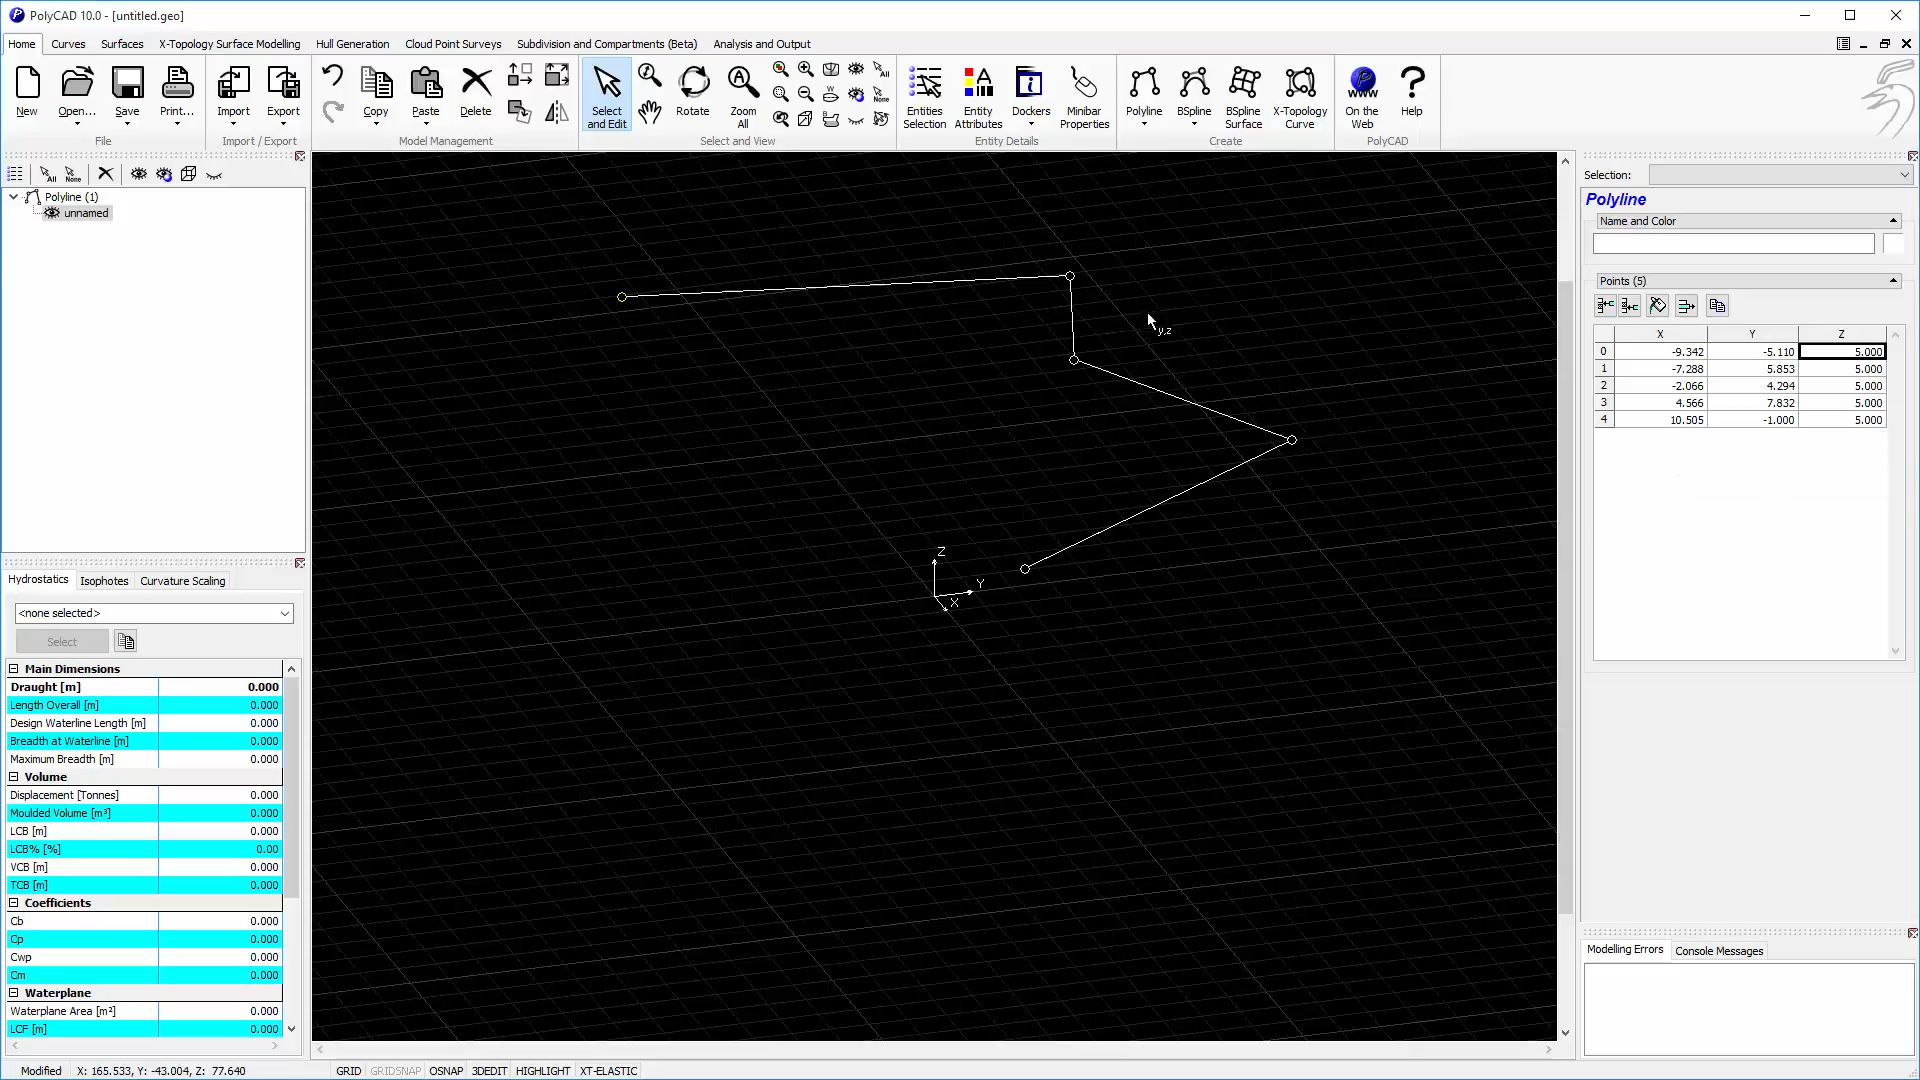 PolyCAD 10.0 - [untitled.geo]
Home Curves Surfaces X-Topology Surface Modelling Hull Generation Cloud Point Surveys Subdivision and Compartments (Beta) Analysis and Output
New Open... Save Print... Import Export Copy Paste Delete Select and Edit Rotate Zoom All Entities Selection Entity Attributes Dockers Minibar Properties Polyline BSpline BSpline Surface X-Topology Curve On the Web Help
File Import / Export Model Management Select and View Entity Details Create PolyCAD
All None
Polyline (1)
unnamed
Hydrostatics Isophotes Curvature Scaling
<none selected>
Select
Main Dimensions
Draught [m] 0.000
Length Overall [m] 0.000
Design Waterline Length [m] 0.000
Breadth at Waterline [m] 0.000
Maximum Breadth [m] 0.000
Volume
Displacement [Tonnes] 0.000
Moulded Volume [m³] 0.000
LCB [m] 0.000
LCB% [%] 0.00
VCB [m] 0.000
TCB [m] 0.000
Coefficients
Cb 0.000
Cp 0.000
Cwp 0.000
Cm 0.000
Waterplane
Waterplane Area [m²] 0.000
LCF [m] 0.000
y,z
Z
Y
X
Selection:
Polyline
Name and Color
Points (5)
X Y Z
0 -9.342 -5.110 5.000
1 -7.288 5.853 5.000
2 -2.066 4.294 5.000
3 4.566 7.832 5.000
4 10.505 -1.000 5.000
Modelling Errors Console Messages
Modified X: 165.533, Y: -43.004, Z: 77.640 GRID GRIDSNAP OSNAP 3DEDIT HIGHLIGHT XT-ELASTIC